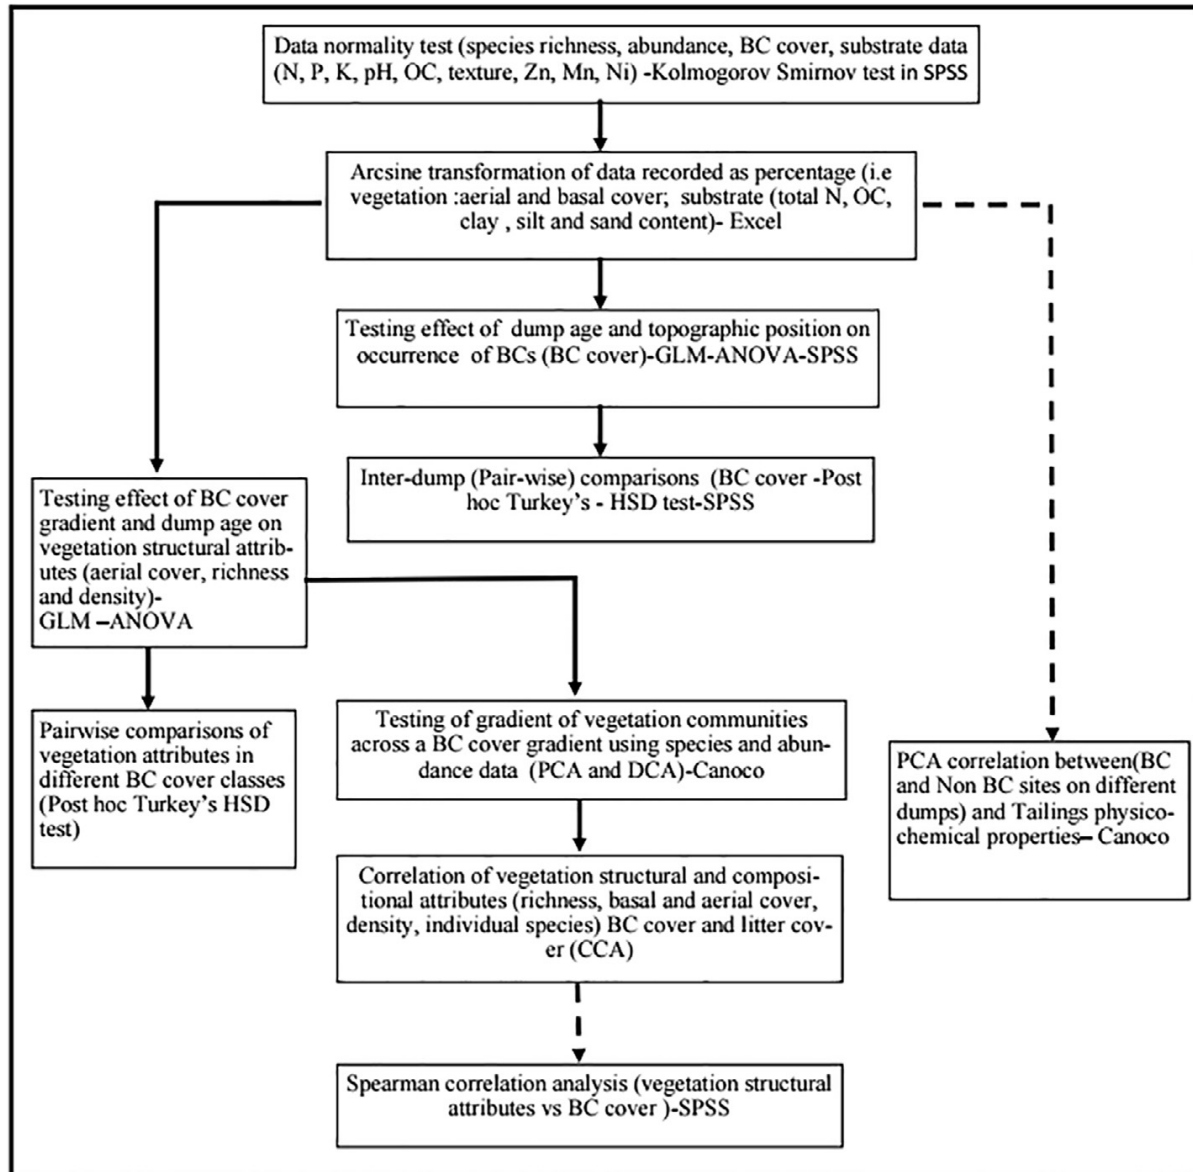 Data normality test (species richness, abundance, BC cover, substrate data
(N, P, K, pH, OC, texture, Zn, Mn, Ni) -Kolmogorov Smirnov test in SPSS
Arcsine transformation of data recorded as percentage (i.e
vegetation :aerial and basal cover; substrate (total N, OC,
clay , silt and sand content)- Excel
Testing effect of dump age and topographic position on
occurrence of BCs (BC cover)-GLM-ANOVA-SPSS
Inter-dump (Pair-wise) comparisons (BC cover -Post
hoc Turkey's - HSD test-SPSS
Testing effect of BC cover
gradient and dump age on
vegetation structural attrib-
utes (aerial cover, richness
and density)-
GLM –ANOVA
Pairwise comparisons of
vegetation attributes in
different BC cover classes
(Post hoc Turkey's HSD
test)
Testing of gradient of vegetation communities
across a BC cover gradient using species and abun-
dance data (PCA and DCA)-Canoco
PCA correlation between(BC
and Non BC sites on different
dumps) and Tailings physico-
chemical properties– Canoco
Correlation of vegetation structural and composi-
tional attributes (richness, basal and aerial cover,
density, individual species) BC cover and litter cov-
er (CCA)
Spearman correlation analysis (vegetation structural
attributes vs BC cover )-SPSS